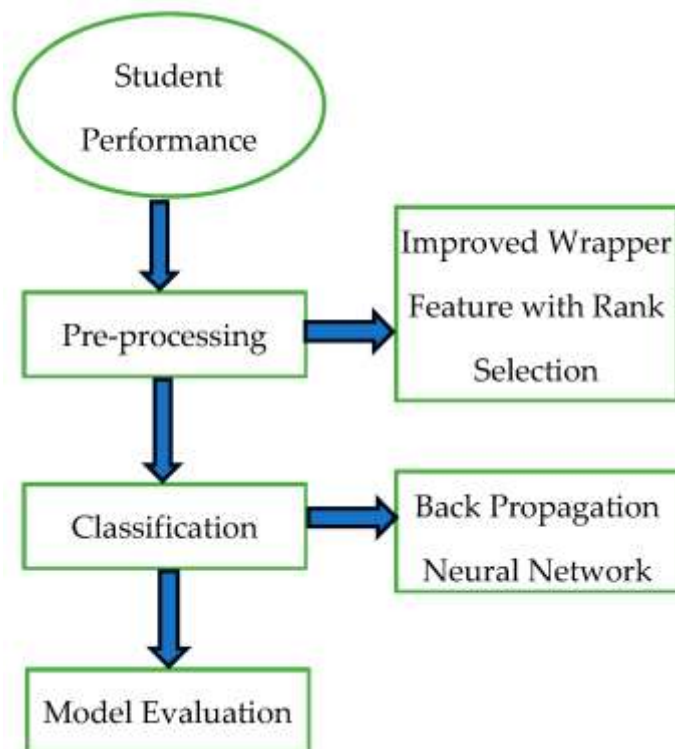 Student
Performance
Improved Wrapper
Feature with Rank
Selection
Pre-processing
Classification
Back Propagation
Neural Network
Model Evaluation